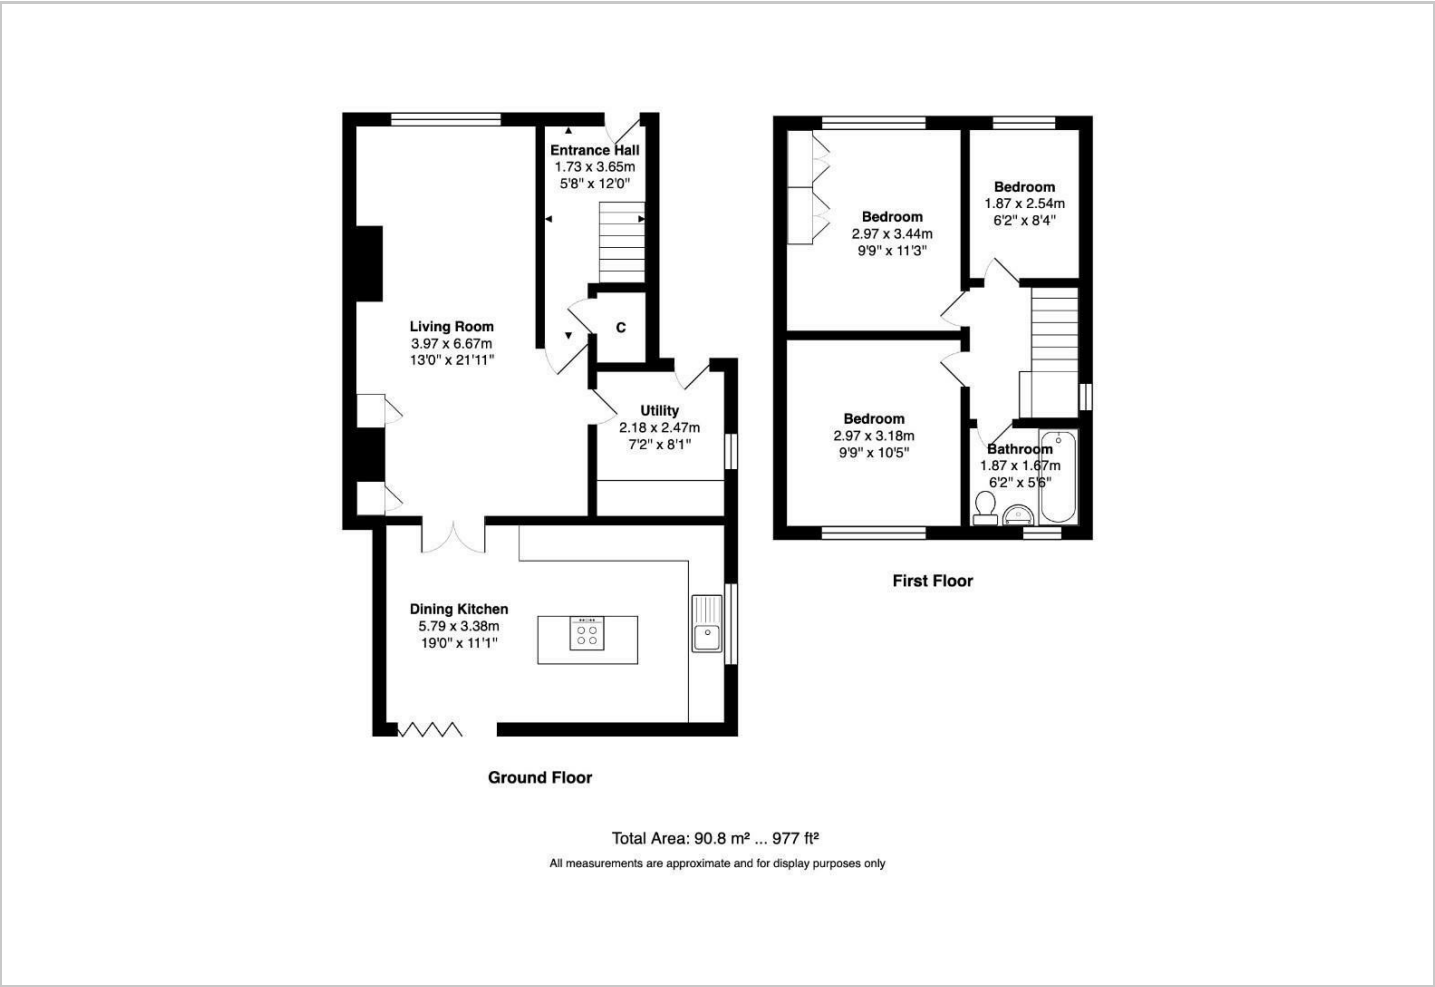 Entrance Hall
1.73 x 3.65m
5'8" x 12'0"
Living Room
3.97 x 6.67m
13'0" x 21'11"
C
Utility
2.18 x 2.47m
7'2" x 8'1"
Dining Kitchen
5.79 x 3.38m
19'0" x 11'1"
Ground Floor
Bedroom
2.97 x 3.44m
9'9" x 11'3"
Bedroom
1.87 x 2.54m
6'2" x 8'4"
Bedroom
2.97 x 3.18m
9'9" x 10'5"
Bathroom
1.87 x 1.67m
6'2" x 5'6"
First Floor
Total Area: 90.8 m² ... 977 ft²
All measurements are approximate and for display purposes only